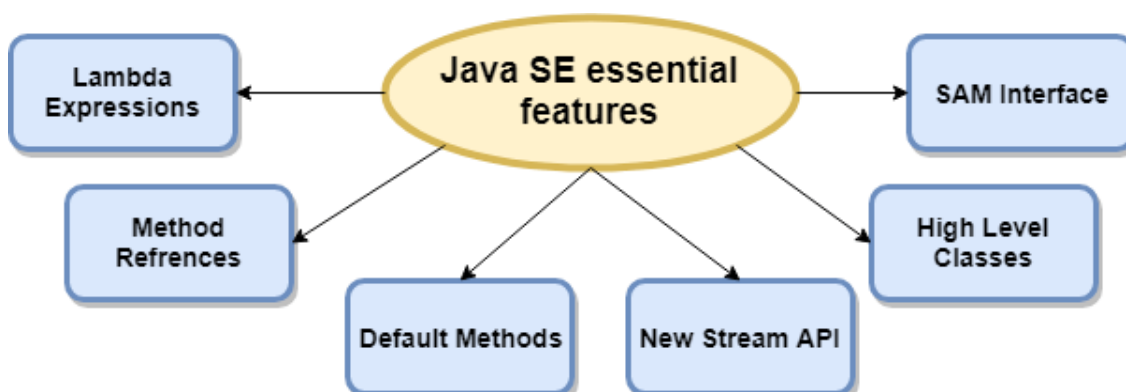 Java SE essential
features
Lambda
Expressions
SAM Interface
Method
Refrences
High Level
Classes
Default Methods
New Stream API